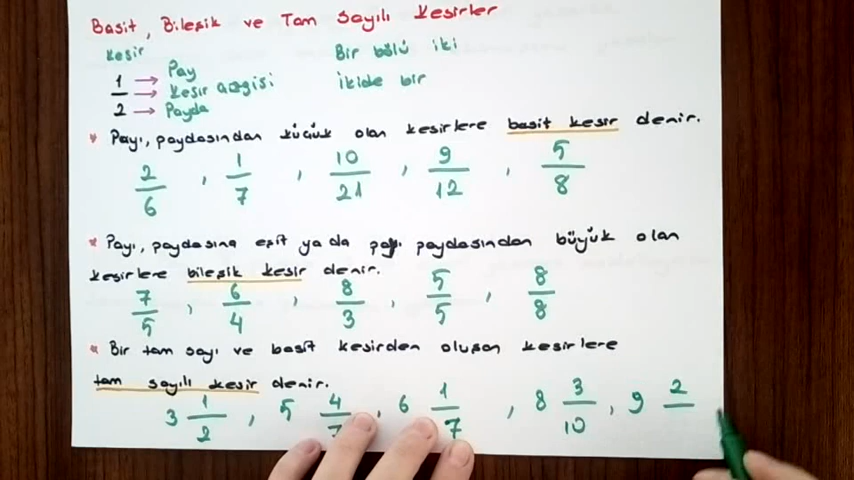 Basit, Bileşik ve Tam Sayılı Kesirler
Kesir Bir bölü iki
1 → Pay
→ Kesir çizgisi İkide bir
2 → Payda
* Payı, paydasından küçük olan kesirlere basit kesir denir.
2/6, 1/7, 10/21, 9/12, 5/8
* Payı, paydasına eşit ya da payı paydasından büyük olan
kesirlere bileşik kesir denir.
7/5, 6/4, 8/3, 5/5, 8/8
* Bir tam sayı ve basit kesirden oluşan kesirlere
tam sayılı kesir denir.
3 1/2, 5 4/7, 6 1/7, 8 3/10, 9 2/